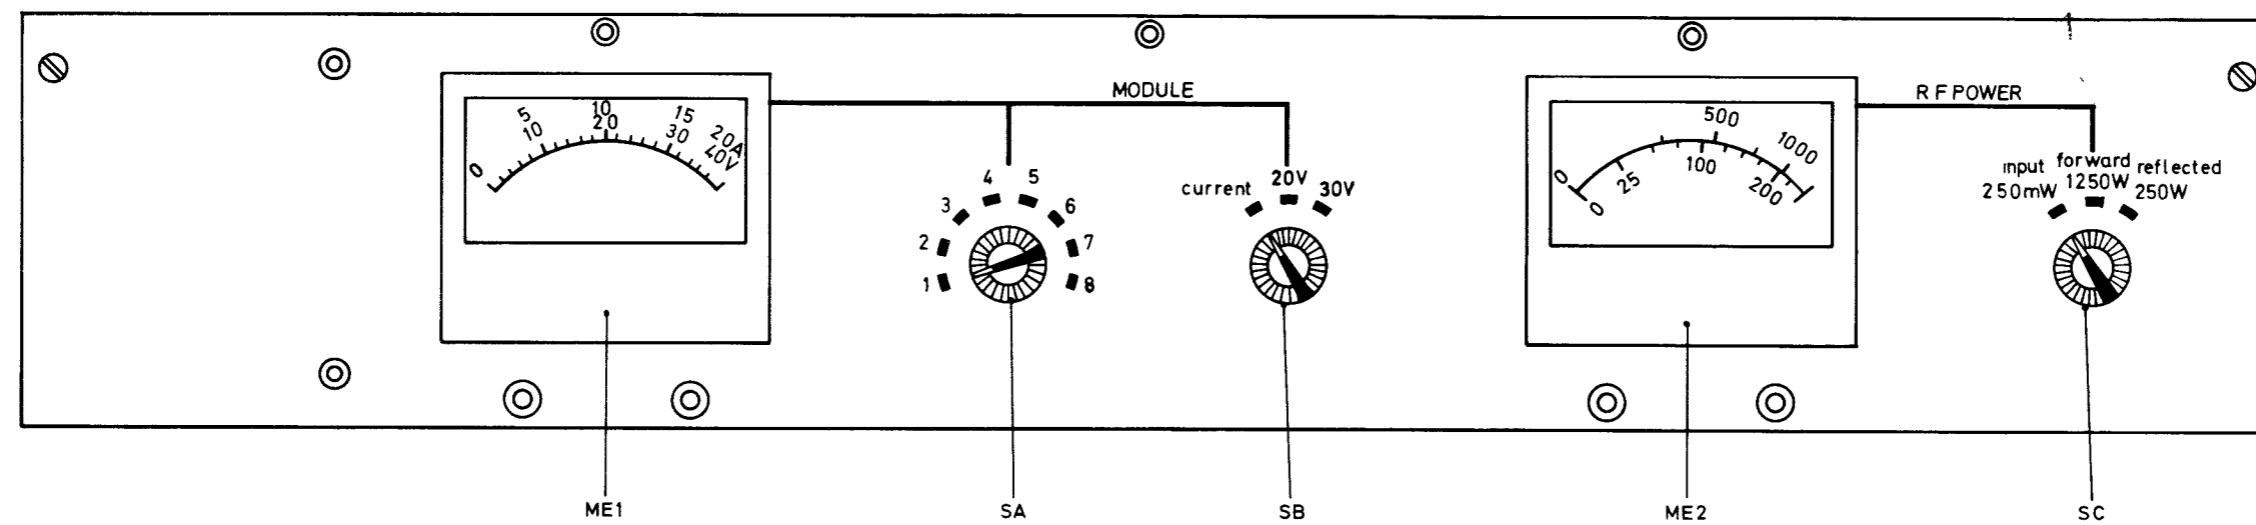 MODULE
R F POWER
0
5
10
15
20A
10
20
30
40V
1
2
3
4
5
6
7
8
current
20V
30V
0
500
1000
0
25
100
200
input
250mW
forward
1250W
reflected
250W
ME1
SA
SB
ME2
SC